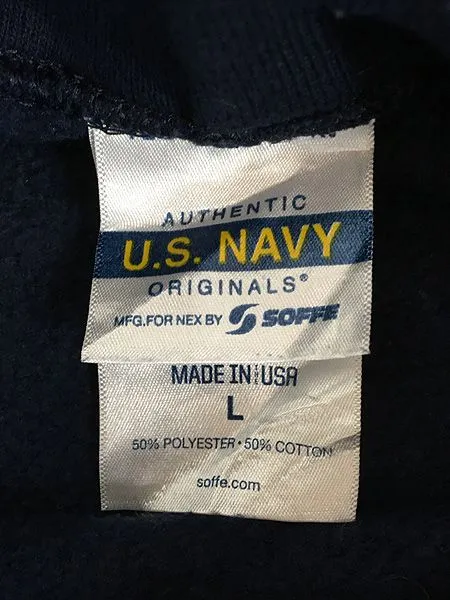 AUTHENTIC
U.S. NAVY
ORIGINALS®
MFG.FOR NEX BY SOFFE
MADE IN USA
L
50% POLYESTER • 50% COTTON
soffe.com